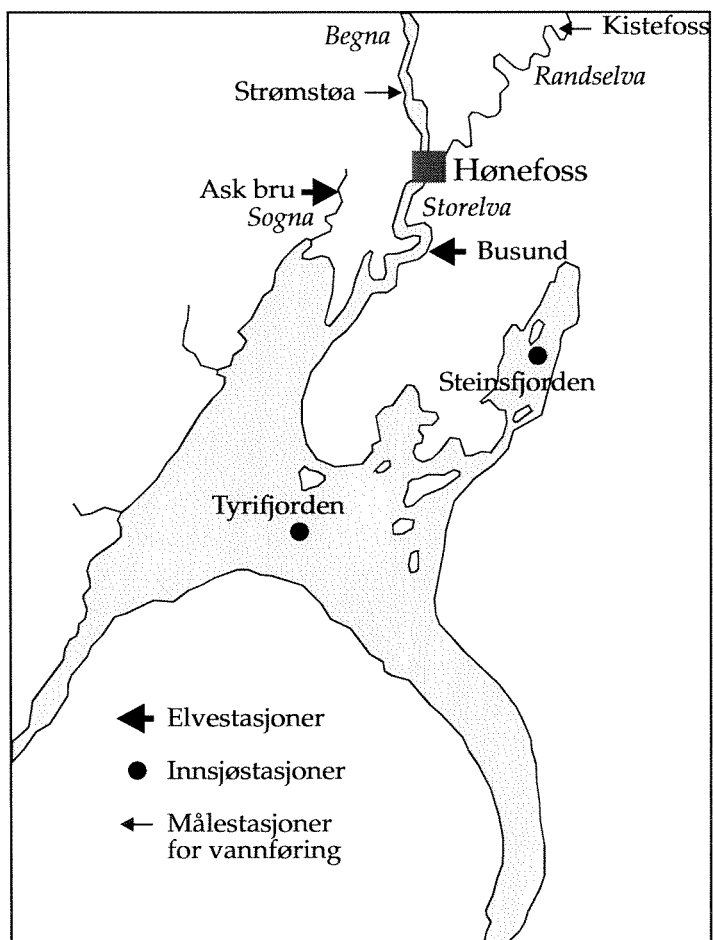 Begna
Kistefoss
Randselva
Strømstøa
Hønefoss
Ask bru
Sogna
Storelva
Busund
Steinsfjorden
Tyrifjorden
Elvestasjoner
Innsjøstasjoner
Målestasjoner
for vannføring